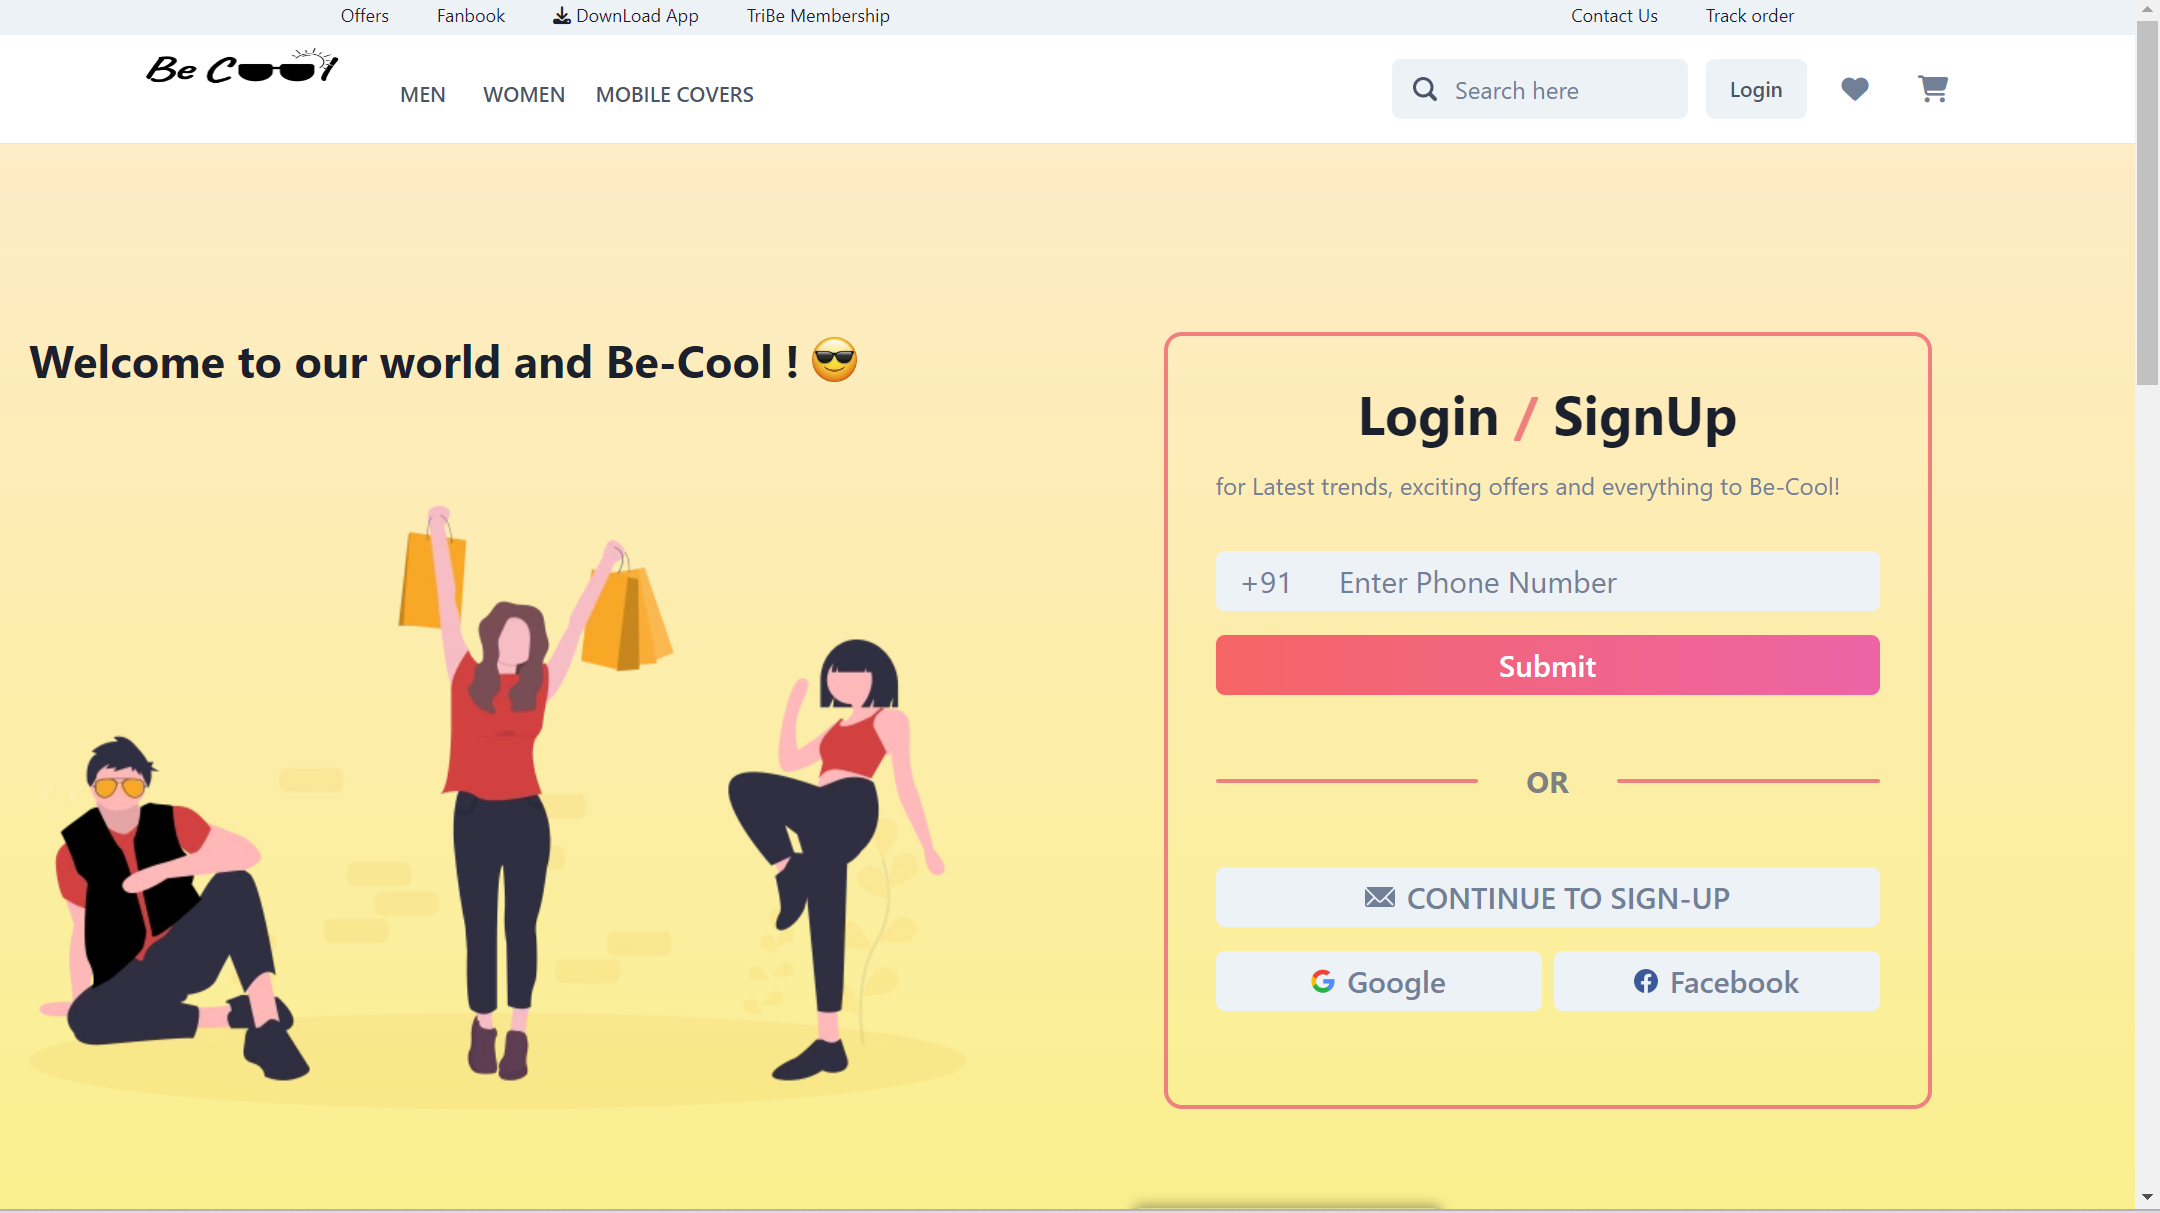 Offers Fanbook DownLoad App TriBe Membership Contact Us Track order
Be Cool
MEN WOMEN MOBILE COVERS Search here Login
Welcome to our world and Be-Cool ! 😎
Login / SignUp
for Latest trends, exciting offers and everything to Be-Cool!
+91 Enter Phone Number
Submit
OR
CONTINUE TO SIGN-UP
Google Facebook